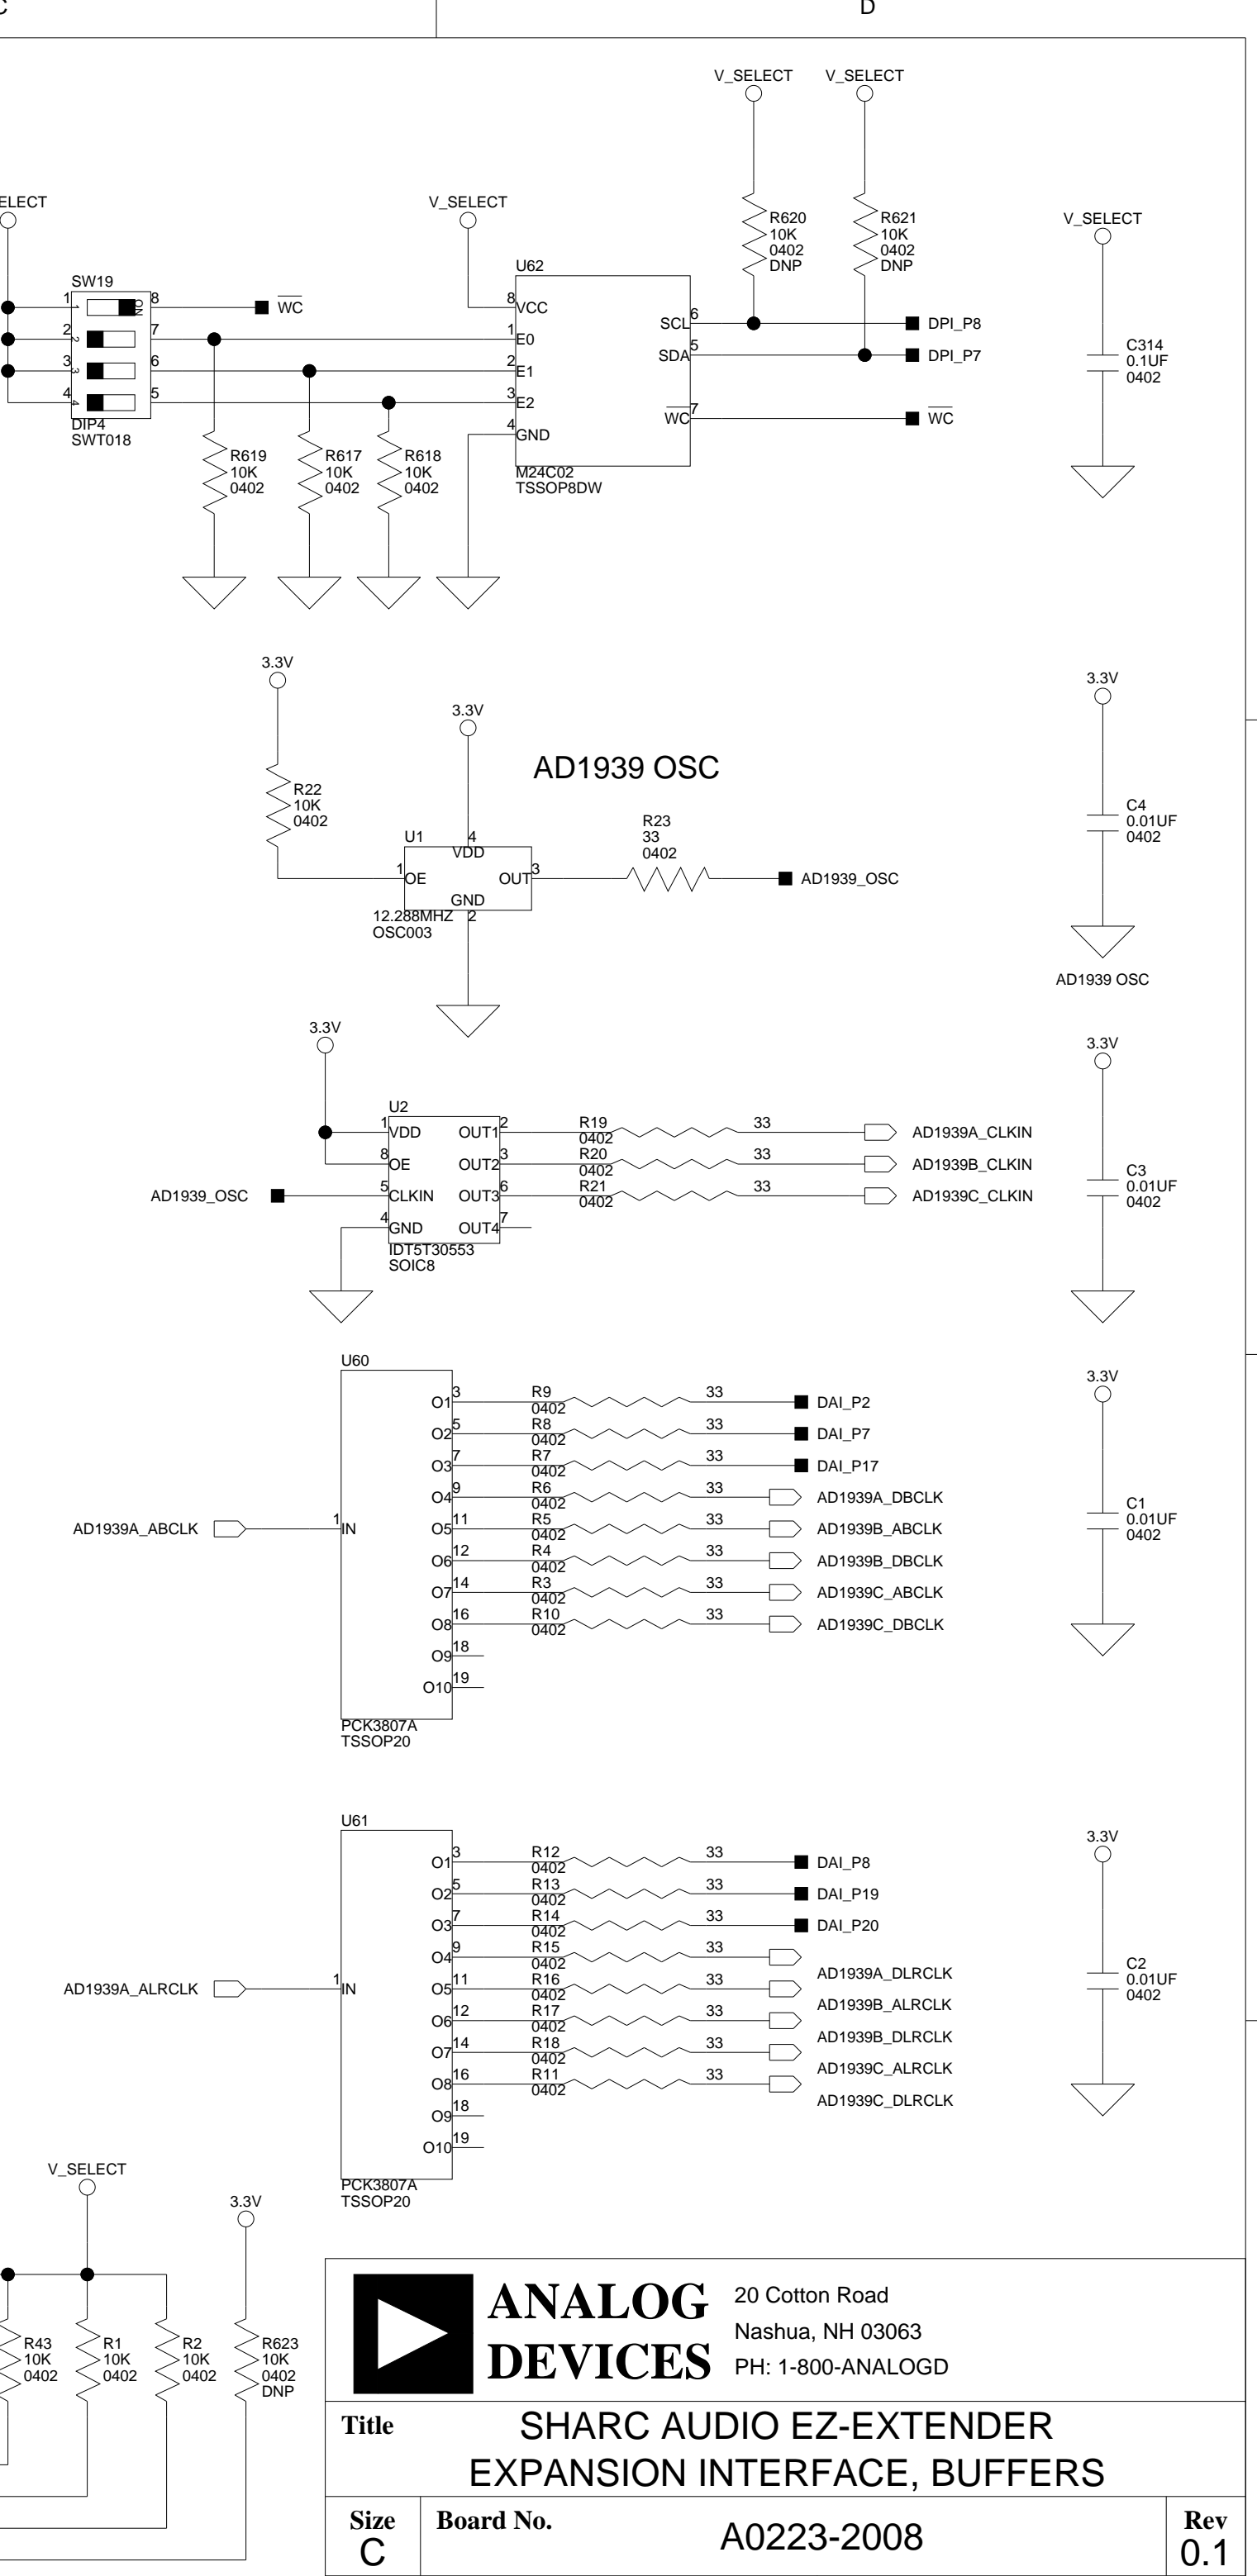 C
D
V_SELECT
V_SELECT
ELECT
V_SELECT
V_SELECT
R620
10K
0402
DNP
R621
10K
0402
DNP
SW19
1
2
3
4
1
2
3
4
ON
8
7
6
5
DIP4
SWT018
WC
U62
8
VCC
1
E0
2
E1
3
E2
4
GND
SCL
6
SDA
5
WC
7
M24C02
TSSOP8DW
DPI_P8
DPI_P7
WC
C314
0.1UF
0402
R619
10K
0402
R617
10K
0402
R618
10K
0402
3.3V
3.3V
3.3V
AD1939 OSC
R22
10K
0402
U1
4
VDD
1
OE
OUT
3
GND
2
12.288MHZ
OSC003
R23
33
0402
AD1939_OSC
C4
0.01UF
0402
AD1939 OSC
3.3V
3.3V
U2
1
VDD
8
OE
5
CLKIN
4
GND
OUT1
2
OUT2
3
OUT3
6
OUT4
7
IDT5T30553
SOIC8
AD1939_OSC
R19
0402
33
AD1939A_CLKIN
R20
0402
33
AD1939B_CLKIN
R21
0402
33
AD1939C_CLKIN
C3
0.01UF
0402
U60
3.3V
AD1939A_ABCLK
1
IN
O1
3
R9
0402
33
DAI_P2
O2
5
R8
0402
33
DAI_P7
O3
7
R7
0402
33
DAI_P17
O4
9
R6
0402
33
AD1939A_DBCLK
O5
11
R5
0402
33
AD1939B_ABCLK
O6
12
R4
0402
33
AD1939B_DBCLK
O7
14
R3
0402
33
AD1939C_ABCLK
O8
16
R10
0402
33
AD1939C_DBCLK
O9
18
O10
19
PCK3807A
TSSOP20
C1
0.01UF
0402
U61
3.3V
AD1939A_ALRCLK
1
IN
O1
3
R12
0402
33
DAI_P8
O2
5
R13
0402
33
DAI_P19
O3
7
R14
0402
33
DAI_P20
O4
9
R15
0402
33
AD1939A_DLRCLK
O5
11
R16
0402
33
AD1939B_ALRCLK
O6
12
R17
0402
33
AD1939B_DLRCLK
O7
14
R18
0402
33
AD1939C_ALRCLK
O8
16
R11
0402
33
AD1939C_DLRCLK
O9
18
O10
19
PCK3807A
TSSOP20
C2
0.01UF
0402
V_SELECT
3.3V
R43
10K
0402
R1
10K
0402
R2
10K
0402
R623
10K
0402
DNP
ANALOG
DEVICES
20 Cotton Road
Nashua, NH 03063
PH: 1-800-ANALOGD
Title
SHARC AUDIO EZ-EXTENDER
EXPANSION INTERFACE, BUFFERS
Size
C
Board No.
A0223-2008
Rev
0.1